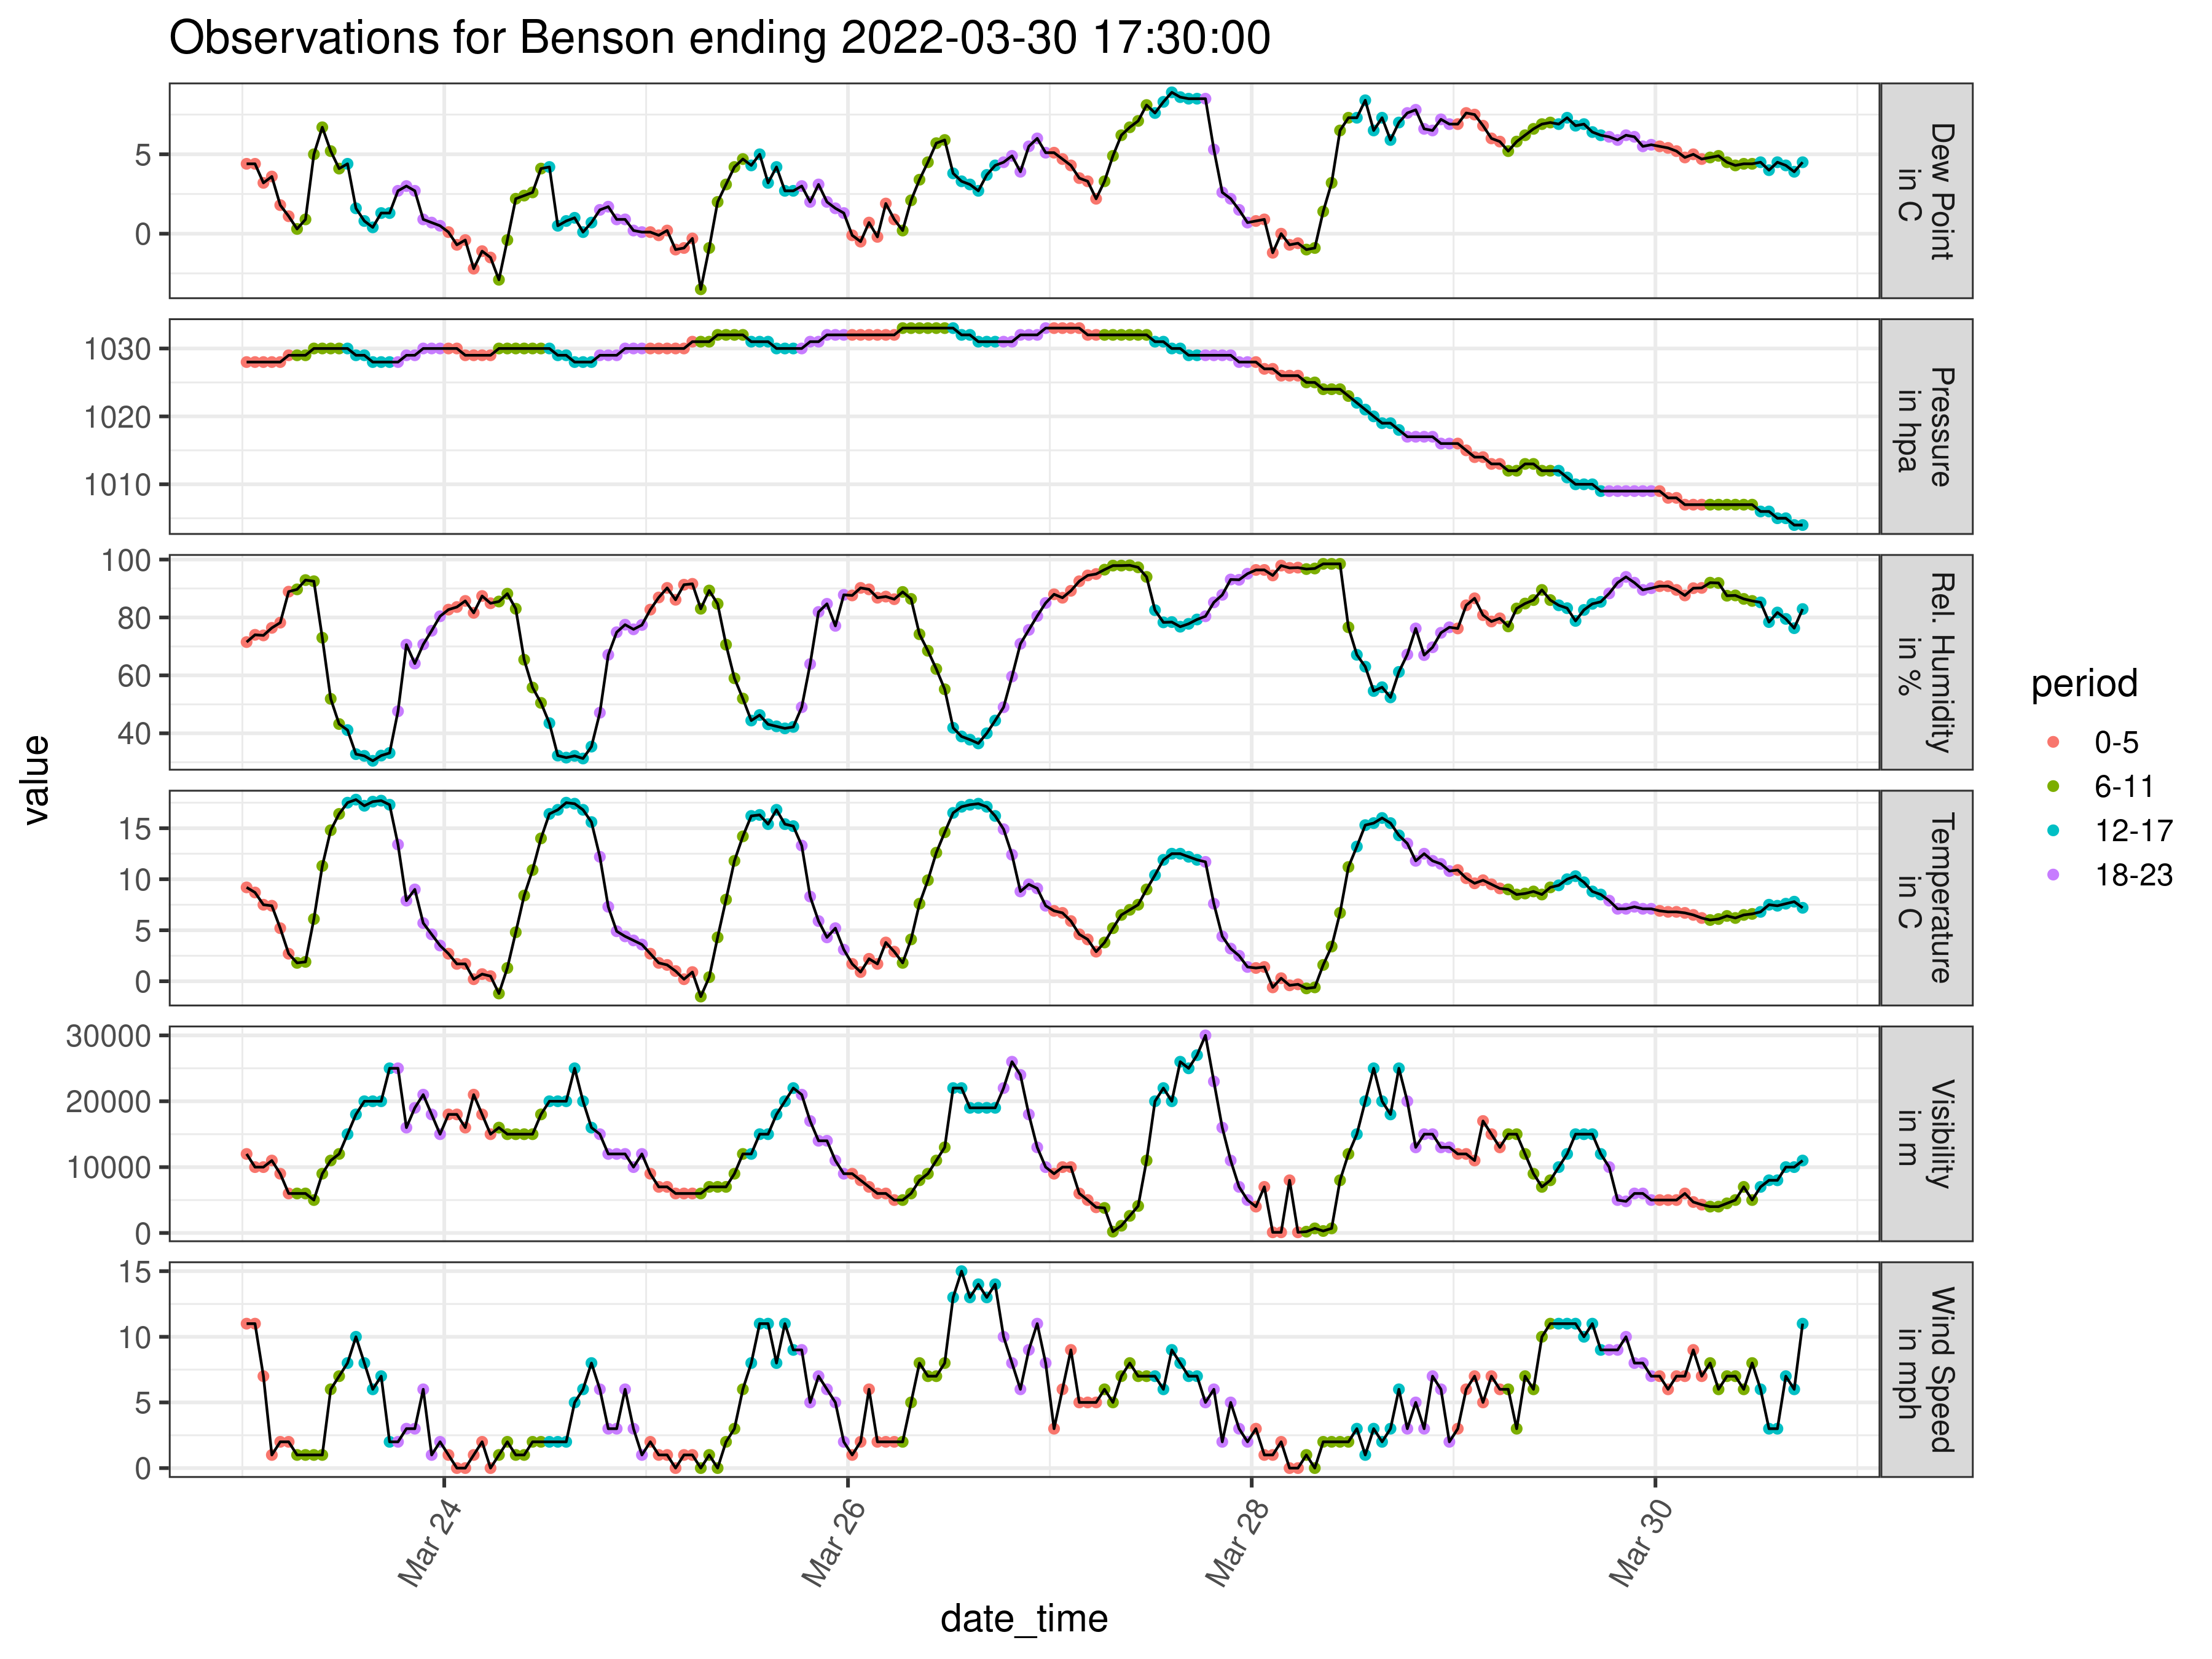 Observations for Benson ending 2022-03-30 17:30:00
5
0
Dew Point
in C
1030
1020
1010
Pressure
in hpa
100
80
60
40
Rel. Humidity
in %
15
10
5
0
Temperature
in C
30000
20000
10000
0
Visibility
in m
15
10
5
0
Wind Speed
in mph
value
Mar 24
Mar 26
Mar 28
Mar 30
date_time
period
0-5
6-11
12-17
18-23